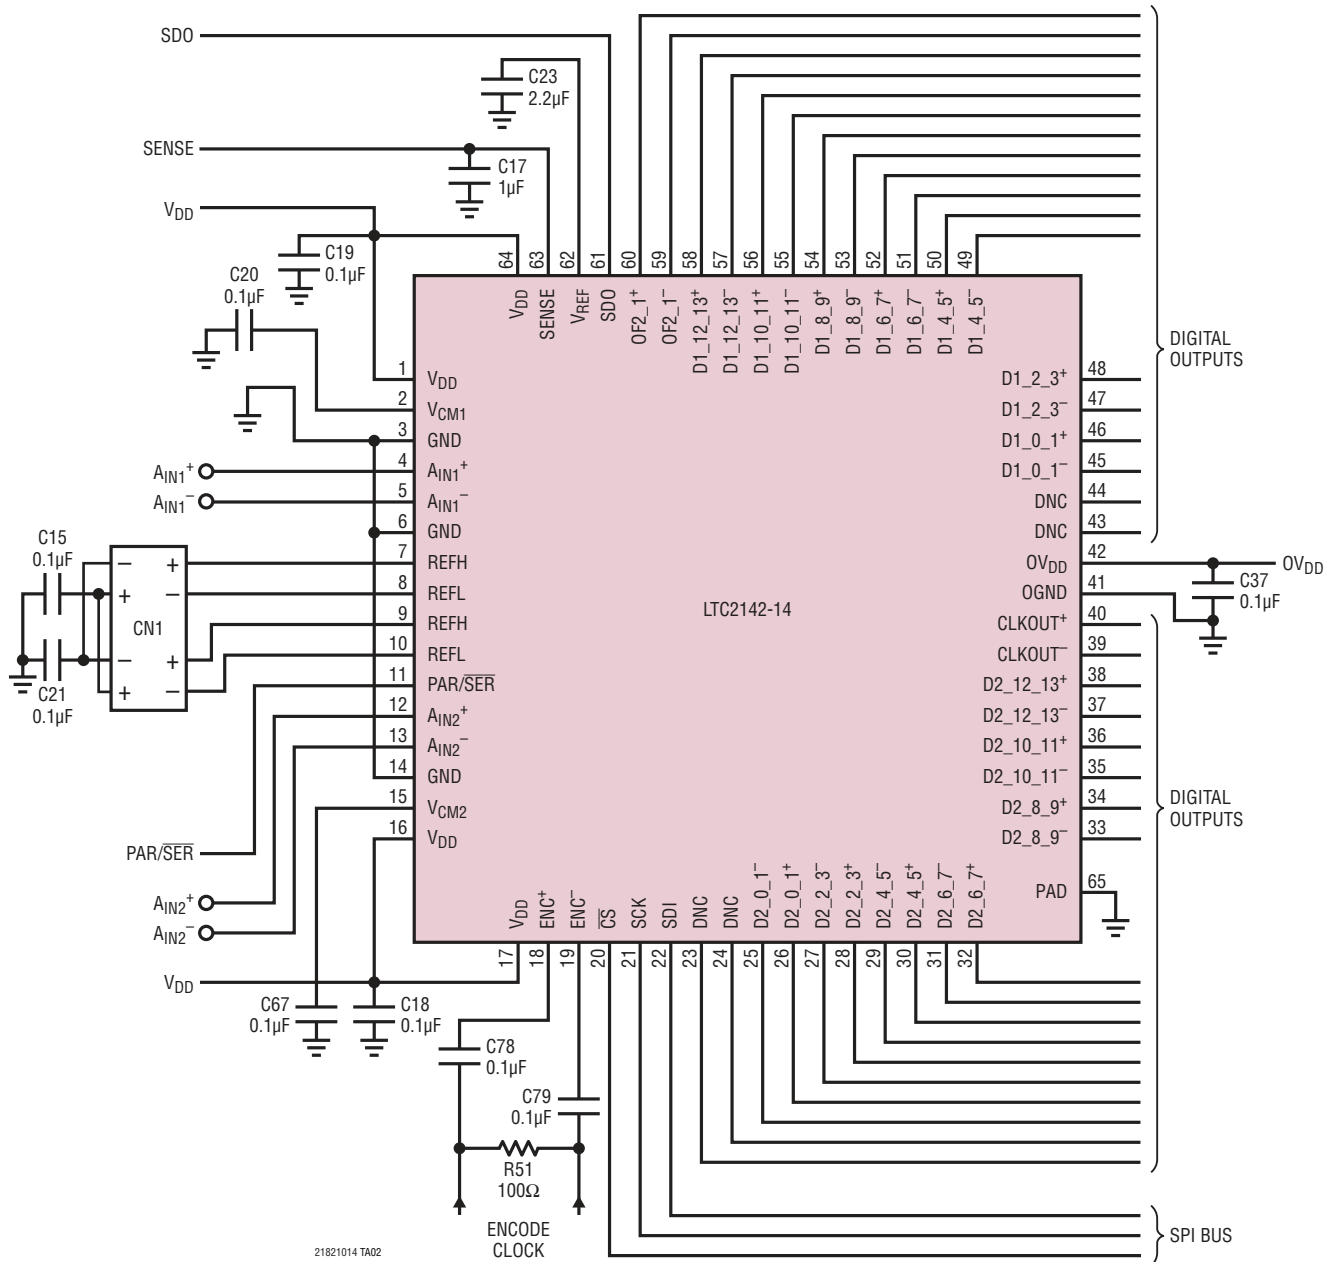 SDO
C23
2.2µF
SENSE
C17
1µF
VDD
C19
0.1µF
C20
0.1µF
64
63
62
61
60
59
58
57
56
55
54
53
52
51
50
49
VDD
SENSE
VREF
SDO
OF2_1+
OF2_1–
D1_12_13+
D1_12_13–
D1_10_11+
D1_10_11–
D1_8_9+
D1_8_9–
D1_6_7+
D1_6_7–
D1_4_5+
D1_4_5–
DIGITAL
OUTPUTS
1 VDD
2 VCM1
3 GND
4 AIN1+
5 AIN1–
6 GND
7 REFH
8 REFL
9 REFH
10 REFL
11 PAR/S̅E̅R̅
12 AIN2+
13 AIN2–
14 GND
15 VCM2
16 VDD
AIN1+
AIN1–
C15
0.1µF
– +
+ –
CN1
– +
+ –
C21
0.1µF
LTC2142-14
D1_2_3+ 48
D1_2_3– 47
D1_0_1+ 46
D1_0_1– 45
DNC 44
DNC 43
OVDD 42
OGND 41
CLKOUT+ 40
CLKOUT– 39
D2_12_13+ 38
D2_12_13– 37
D2_10_11+ 36
D2_10_11– 35
D2_8_9+ 34
D2_8_9– 33
PAD 65
OVDD
C37
0.1µF
DIGITAL
OUTPUTS
PAR/S̅E̅R̅
AIN2+
AIN2–
VDD
VDD
ENC+
ENC–
C̅S̅
SCK
SDI
DNC
DNC
D2_0_1–
D2_0_1+
D2_2_3–
D2_2_3+
D2_4_5–
D2_4_5+
D2_6_7–
D2_6_7+
17
18
19
20
21
22
23
24
25
26
27
28
29
30
31
32
C67
0.1µF
C18
0.1µF
C78
0.1µF
C79
0.1µF
R51
100Ω
ENCODE
CLOCK
SPI BUS
21821014 TA02